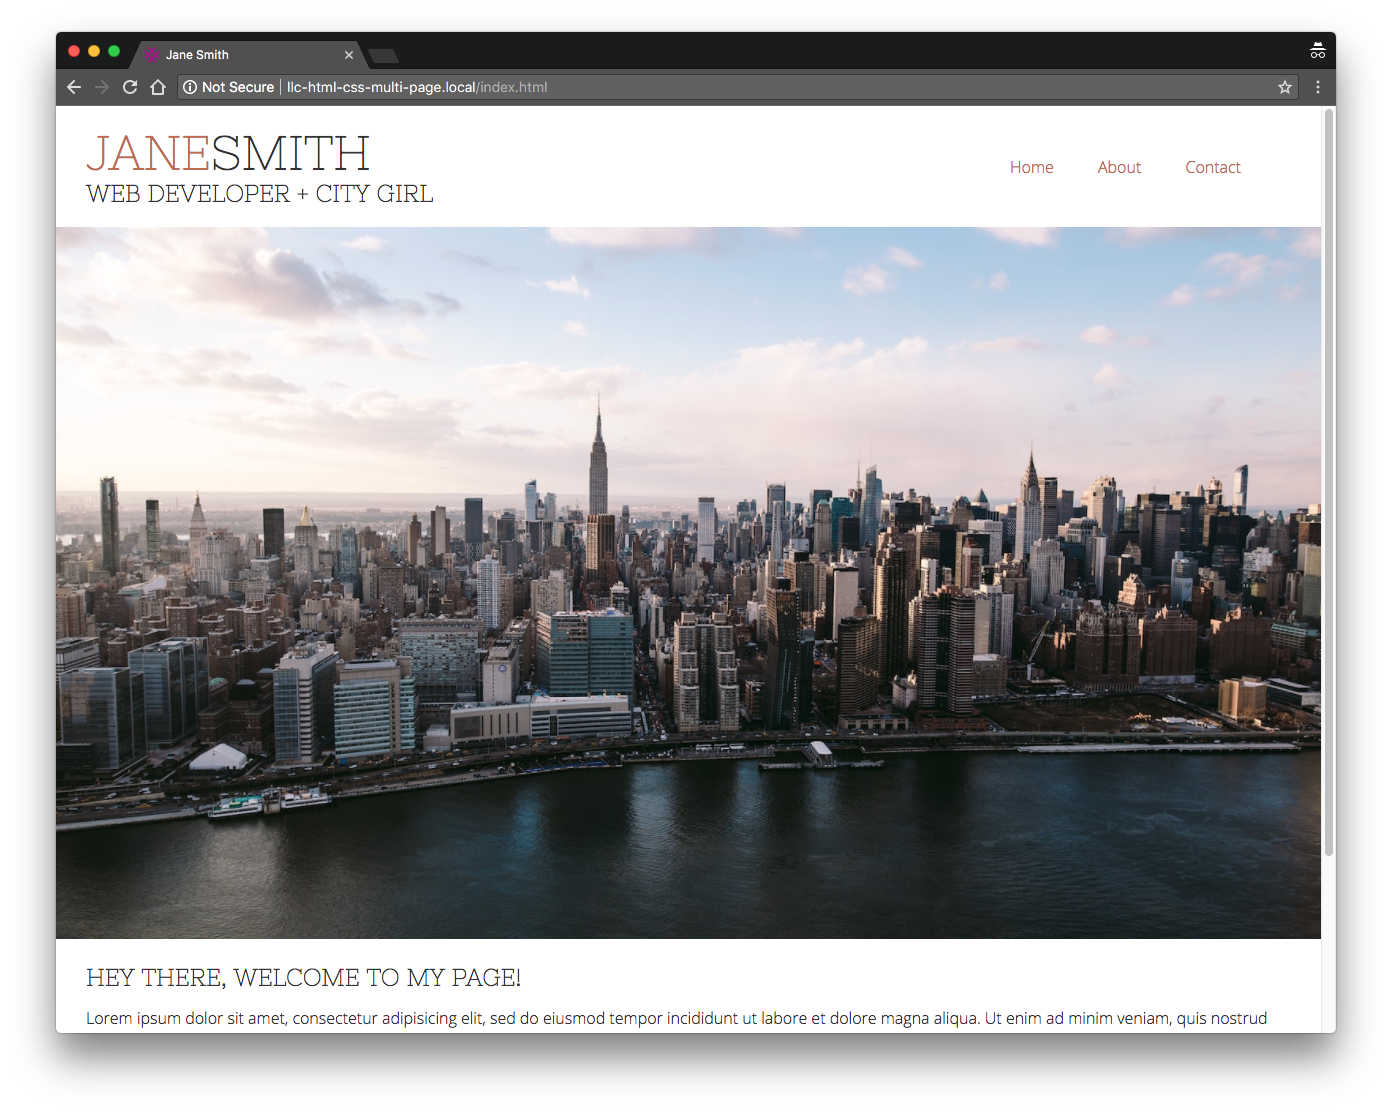 Jane Smith
Not Secure | llc-html-css-multi-page.local/index.html
JANESMITH
WEB DEVELOPER + CITY GIRL
Home About Contact
HEY THERE, WELCOME TO MY PAGE!
Lorem ipsum dolor sit amet, consectetur adipisicing elit, sed do eiusmod tempor incididunt ut labore et dolore magna aliqua. Ut enim ad minim veniam, quis nostrud